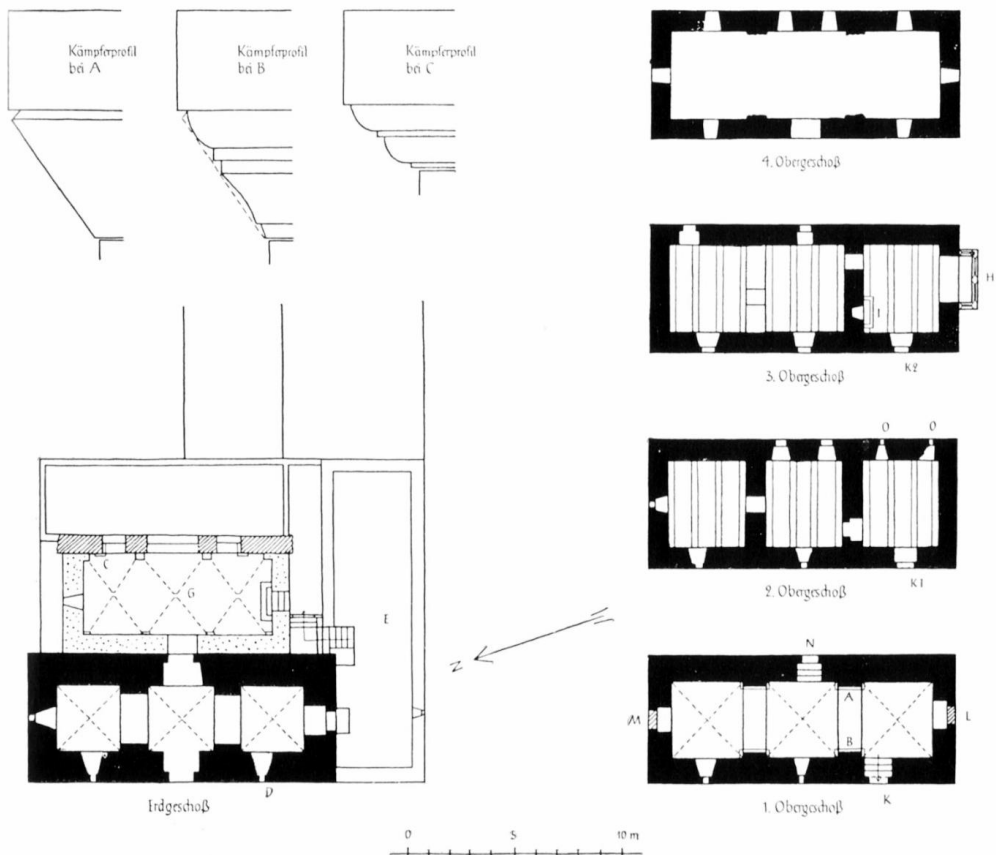 Kämpferprofil
bei A
Kämpferprofil
bei B
Kämpferprofil
bei C
4. Obergeschoß
H
I
K2
3. Obergeschoß
O
O
K1
2. Obergeschoß
C
G
E
N
N
M
A
B
L
K
1. Obergeschoß
D
Erdgeschoß
0
5
10 m